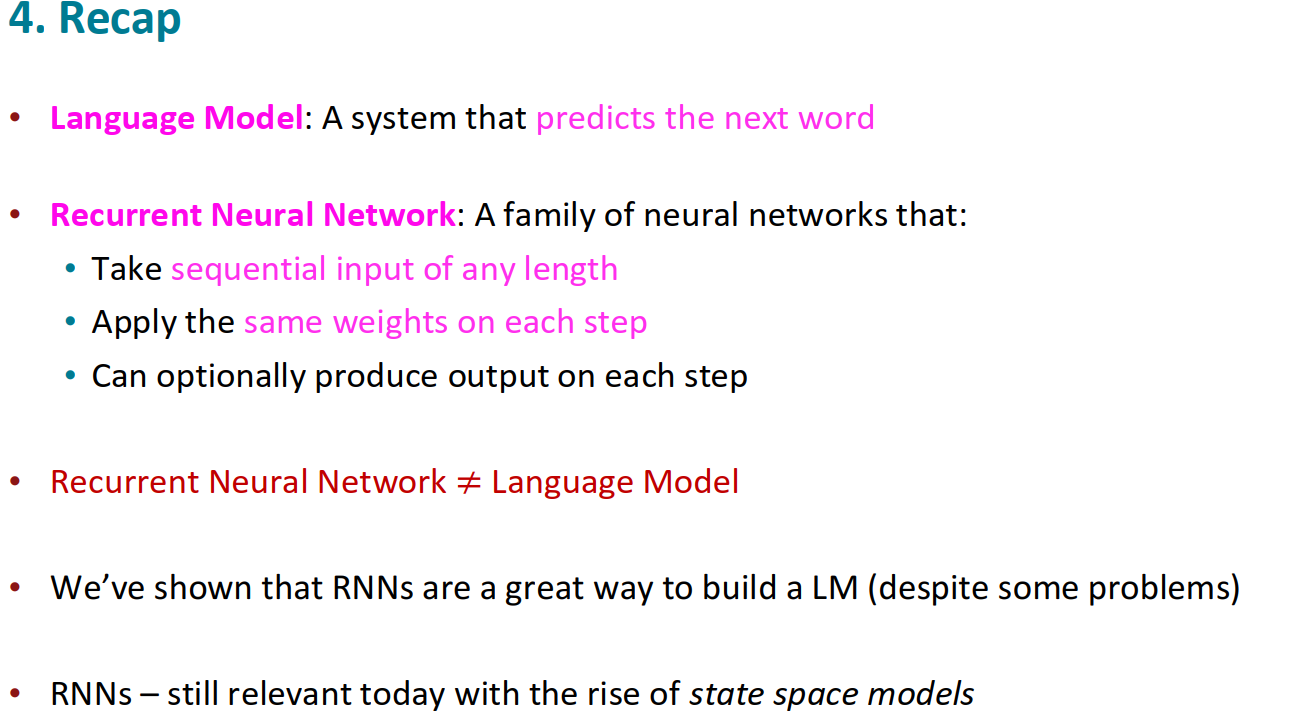 4. Recap
• Language Model: A system that predicts the next word
• Recurrent Neural Network: A family of neural networks that:
• Take sequential input of any length
• Apply the same weights on each step
• Can optionally produce output on each step
• Recurrent Neural Network ≠ Language Model
• We’ve shown that RNNs are a great way to build a LM (despite some problems)
• RNNs – still relevant today with the rise of state space models